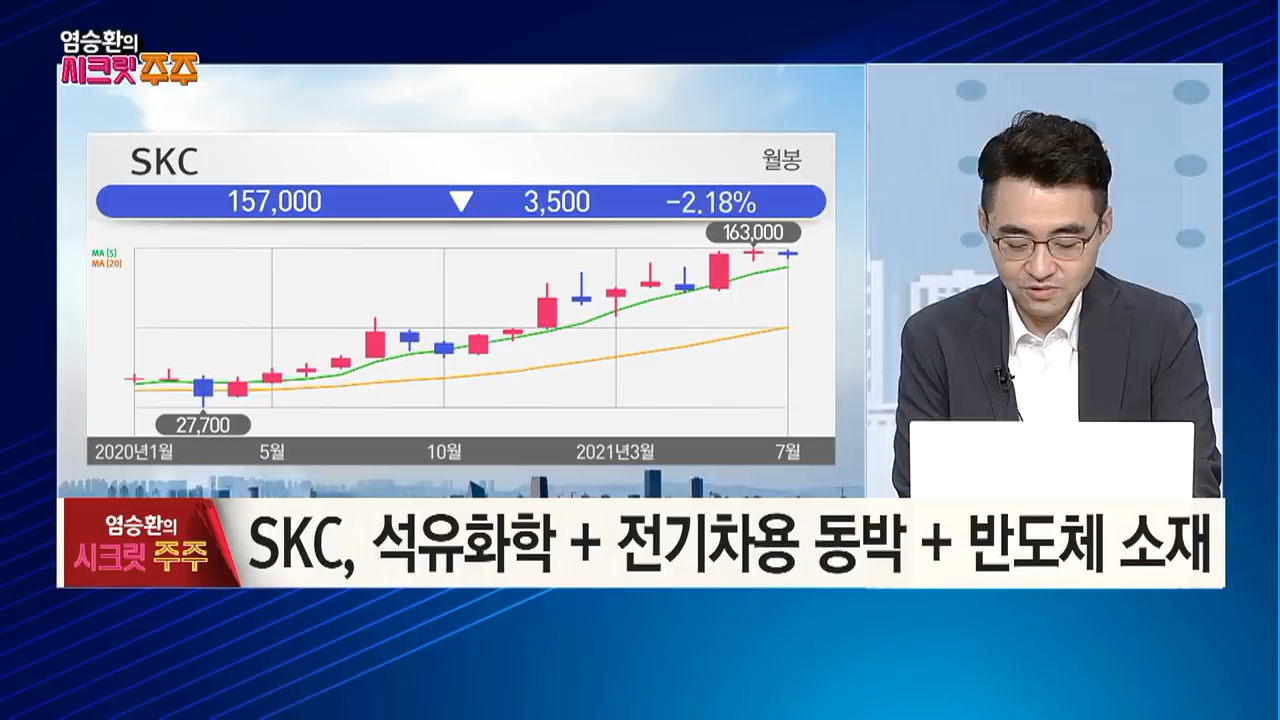 염승환의
시크릿 주주
SKC
월봉
157,000 ▼ 3,500 -2.18%
163,000
MA [5]
MA [20]
27,700
2020년1월 5월 10월 2021년3월 7월
염승환의
시크릿 주주
SKC, 석유화학 + 전기차용 동박 + 반도체 소재